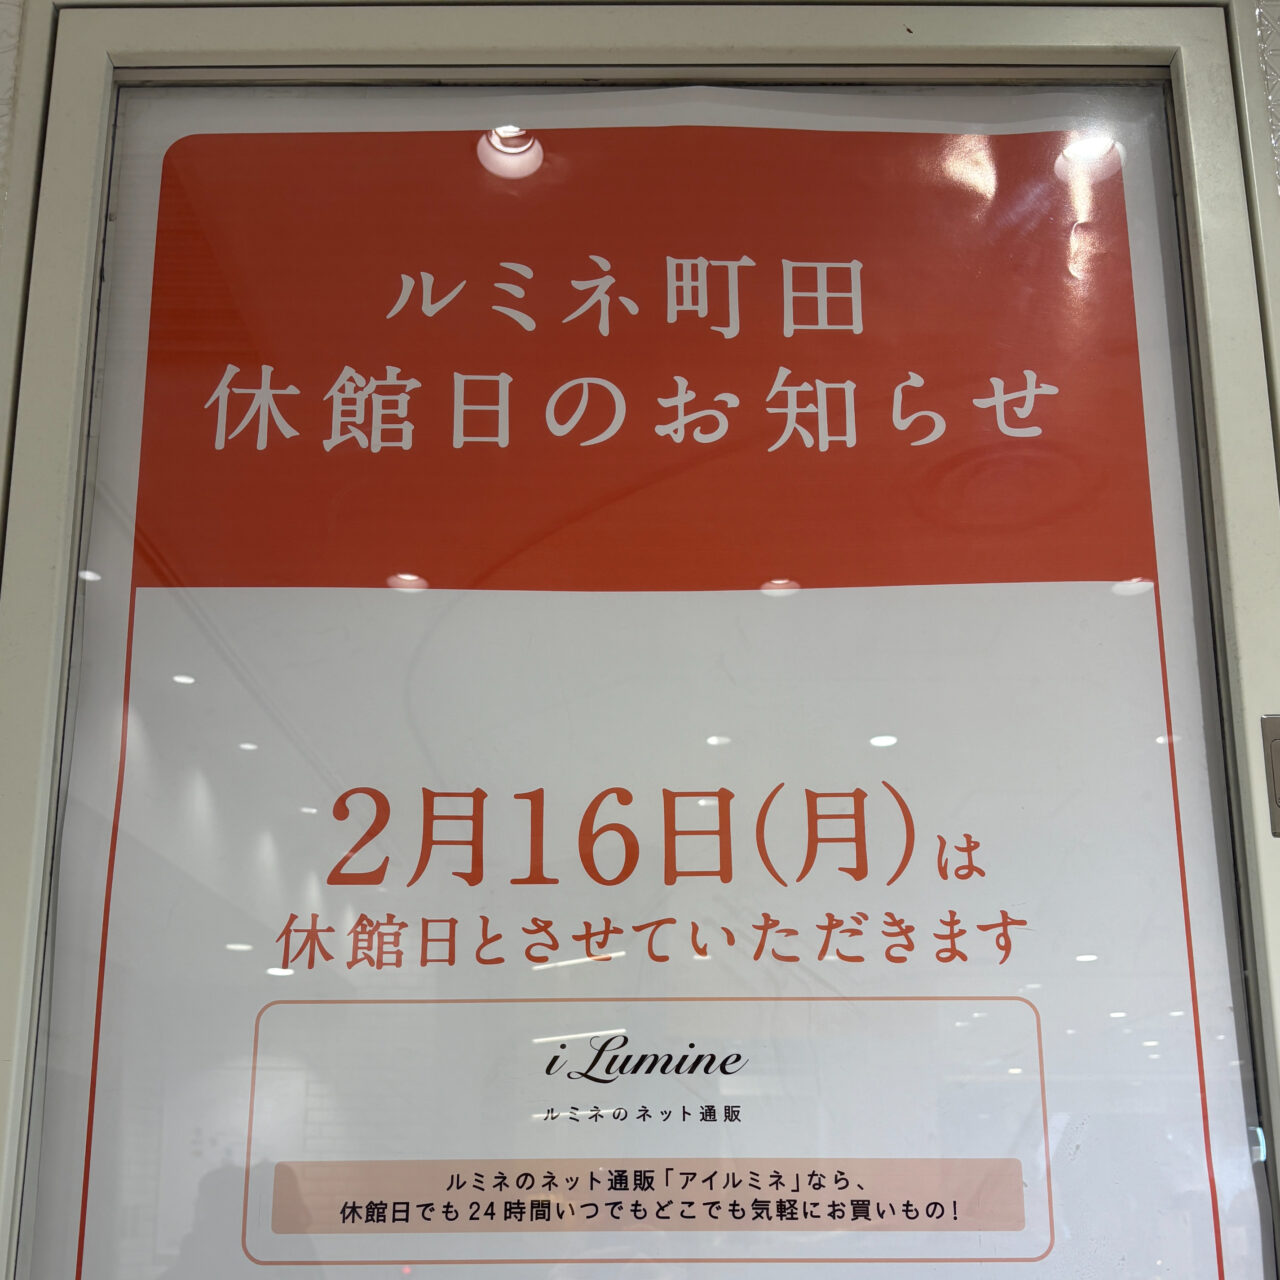 ルミネ町田
休館日のお知らせ
2月16日(月)は
休館日とさせていただきます
i Lumine
ルミネのネット通販
ルミネのネット通販「アイルミネ」なら、
休館日でも24時間いつでもどこでも気軽にお買いもの!